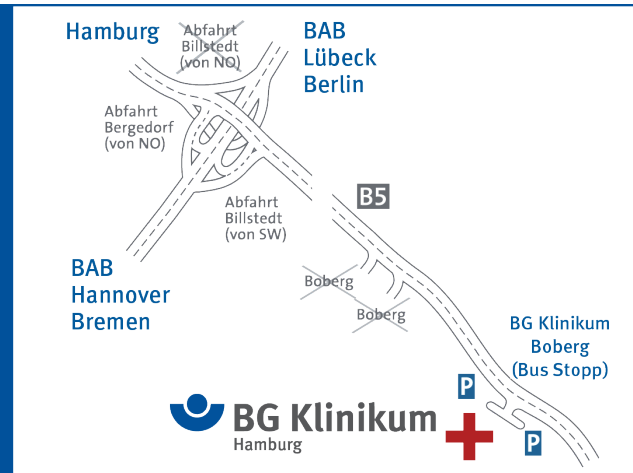 Hamburg
Abfahrt
Billstedt
(von NO)
BAB
Lübeck
Berlin
Abfahrt
Bergedorf
(von NO)
B5
Abfahrt
Billstedt
(von SW)
BAB
Hannover
Bremen
Boberg
Boberg
BG Klinikum
Boberg
(Bus Stopp)
P
BG Klinikum
Hamburg
P